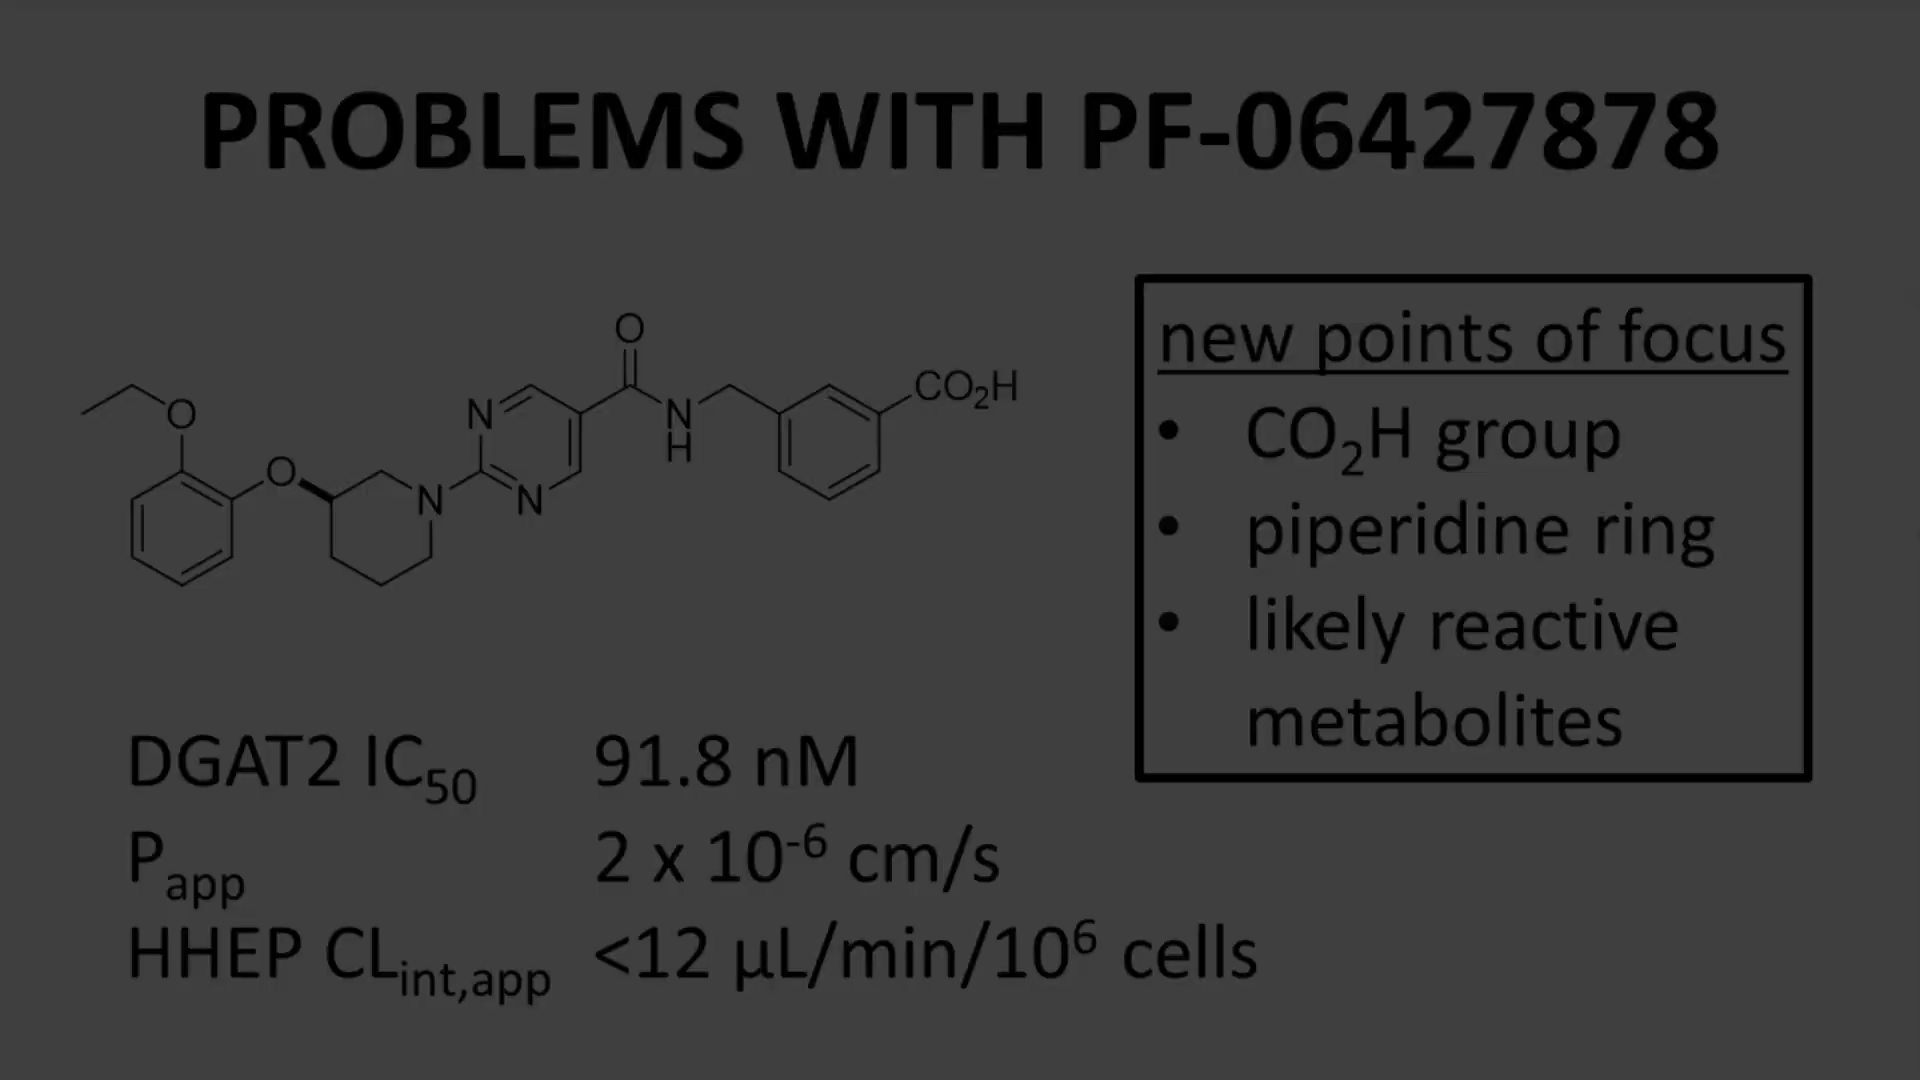 PROBLEMS WITH PF-06427878
O
O
O
N
N
N
N
H
CO₂H
new points of focus
• CO₂H group
• piperidine ring
• likely reactive
metabolites
DGAT2 IC₅₀ 91.8 nM
Pₐₚₚ 2 x 10⁻⁶ cm/s
HHEP CL_int,app <12 µL/min/10⁶ cells